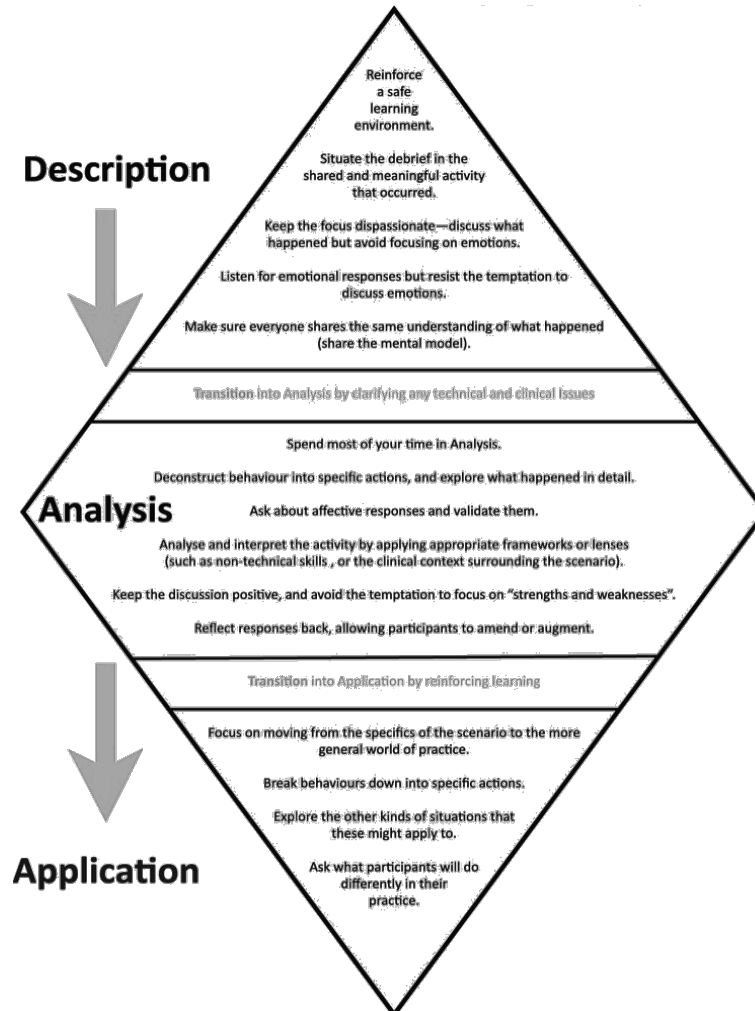 Reinforce
a safe
learning
environment.
Situate the debrief in the
shared and meaningful activity
that occurred.
Description
Keep the focus dispassionate—discuss what
happened but avoid focusing on emotions.
Listen for emotional responses but resist the temptation to
discuss emotions.
Make sure everyone shares the same understanding of what happened
(share the mental model).
Transition into Analysis by clarifying any technical and clinical Issues
Spend most of your time in Analysis.
Deconstruct behaviour into specific actions, and explore what happened in detail.
Analysis
Ask about affective responses and validate them.
Analyse and interpret the activity by applying appropriate frameworks or lenses
(such as non-technical skills , or the clinical context surrounding the scenario).
Keep the discussion positive, and avoid the temptation to focus on “strengths and weaknesses”.
Reflect responses back, allowing participants to amend or augment.
Transition into Application by reinforcing learning
Focus on moving from the specifics of the scenario to the more
general world of practice.
Break behaviours down into specific actions.
Explore the other kinds of situations that
these might apply to.
Application
Ask what participants will do
differently in their
practice.